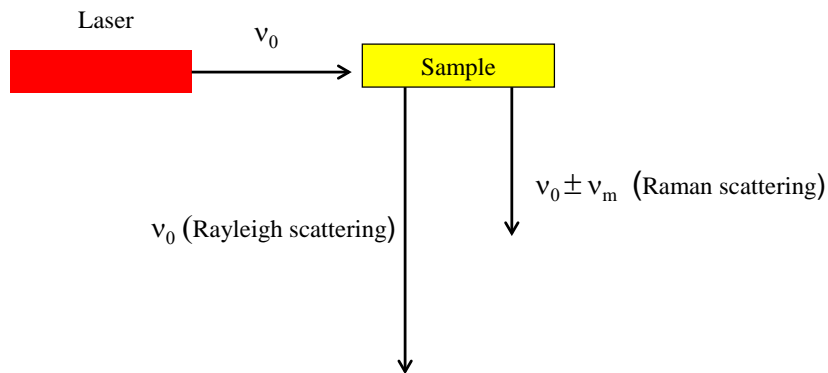 Laser
ν₀
Sample
ν₀ ± νₘ (Raman scattering)
ν₀ (Rayleigh scattering)